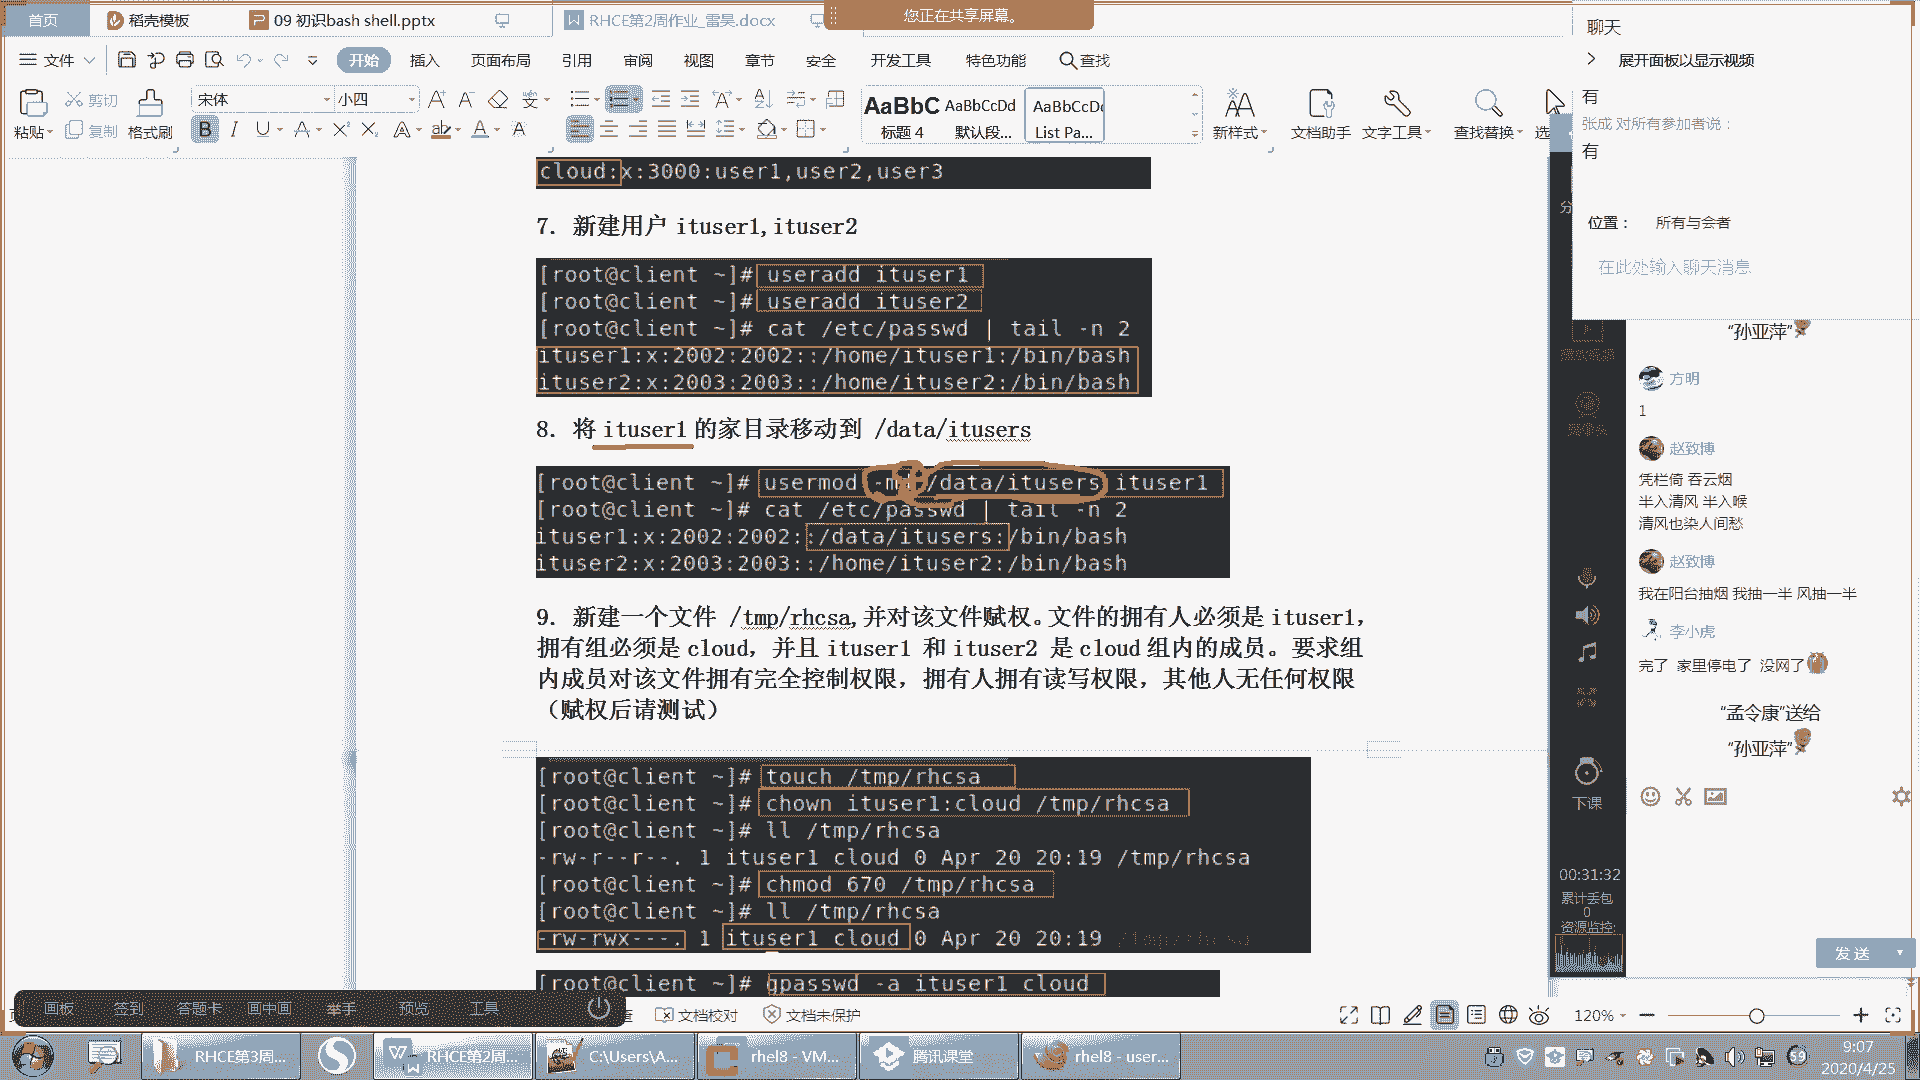 首页
稻壳模板
09 初识bash shell.pptx
RHCE第2周作业_雷昊.docx
您正在共享屏幕。
文件
开始
插入
页面布局
引用
审阅
视图
章节
安全
开发工具
特色功能
查找
粘贴
剪切
复制
格式刷
宋体
小四
AaBbC
标题 4
AaBbCcDd
默认段...
AaBbCcD
List Pa...
新样式
文档助手
文字工具
查找替换
选
cloud:x:3000:user1,user2,user3
7. 新建用户 ituser1,ituser2
[root@client ~]# useradd ituser1
[root@client ~]# useradd ituser2
[root@client ~]# cat /etc/passwd | tail -n 2
ituser1:x:2002:2002::/home/ituser1:/bin/bash
ituser2:x:2003:2003::/home/ituser2:/bin/bash
8. 将 ituser1 的家目录移动到 /data/itusers
[root@client ~]# usermod -m /data/itusers ituser1
[root@client ~]# cat /etc/passwd | tail -n 2
ituser1:x:2002:2002::/data/itusers:/bin/bash
ituser2:x:2003:2003::/home/ituser2:/bin/bash
9. 新建一个文件 /tmp/rhcsa,并对该文件赋权。文件的拥有人必须是 ituser1,
拥有组必须是 cloud, 并且 ituser1 和 ituser2 是 cloud 组内的成员。要求组
内成员对该文件拥有完全控制权限，拥有人拥有读写权限，其他人无任何权限
（赋权后请测试）
[root@client ~]# touch /tmp/rhcsa
[root@client ~]# chown ituser1:cloud /tmp/rhcsa
[root@client ~]# ll /tmp/rhcsa
-rw-r--r--. 1 ituser1 cloud 0 Apr 20 20:19 /tmp/rhcsa
[root@client ~]# chmod 670 /tmp/rhcsa
[root@client ~]# ll /tmp/rhcsa
-rw-rwx---. 1 ituser1 cloud 0 Apr 20 20:19 /tmp/rhcsa
[root@client ~]# gpasswd -a ituser1 cloud
聊天
展开面板以显示视频
有
张成 对所有参加者说：
有
位置：
所有与会者
在此处输入聊天消息
分
“孙亚萍”
方明
1
赵致博
凭栏倚 吞云烟
半入清风 半入喉
清风也染人间愁
赵致博
我在阳台抽烟 我抽一半 风抽一半
李小虎
完了 家里停电了 没网了
“孟令康”送给
“孙亚萍”
下课
00:31:32
累计丢包
0
资源监控:
发送
画板
签到
答题卡
画中画
举手
预览
工具
查
文档校对
文档未保护
120%
RHCE第3周...
RHCE第2周...
C:\Users\A...
rhel8 - VM...
腾讯课堂
rhel8 - user...
59
9:07
2020/4/25